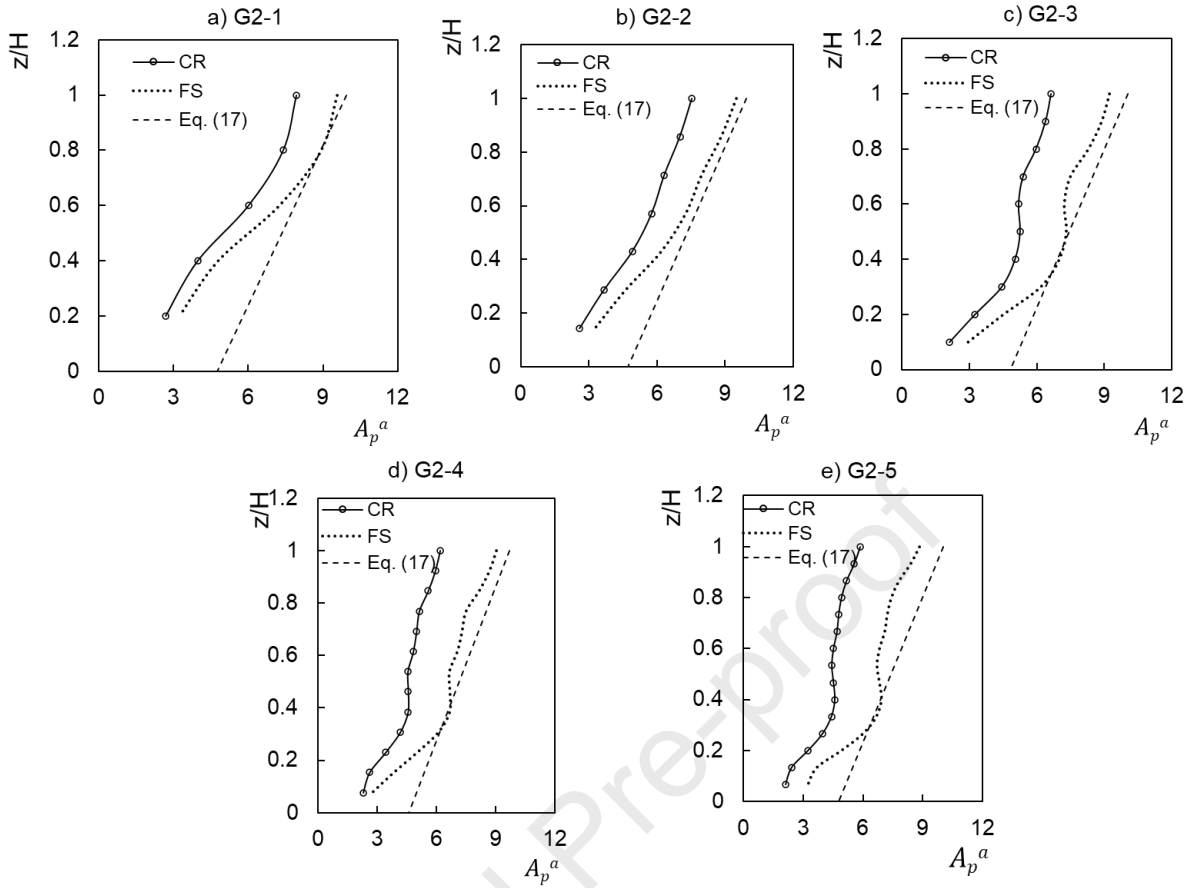 a) G2-1
z/H
1.2
1
0.8
0.6
0.4
0.2
0
CR
FS
Eq. (17)
0 3 6 9 12
A_p^a
b) G2-2
z/H
1.2
1
0.8
0.6
0.4
0.2
0
CR
FS
Eq. (17)
0 3 6 9 12
A_p^a
c) G2-3
z/H
1.2
1
0.8
0.6
0.4
0.2
0
CR
FS
Eq. (17)
0 3 6 9 12
A_p^a
d) G2-4
z/H
1.2
1
0.8
0.6
0.4
0.2
0
CR
FS
Eq. (17)
0 3 6 9 12
A_p^a
e) G2-5
z/H
1.2
1
0.8
0.6
0.4
0.2
0
CR
FS
Eq. (17)
0 3 6 9 12
A_p^a
Pre-proof